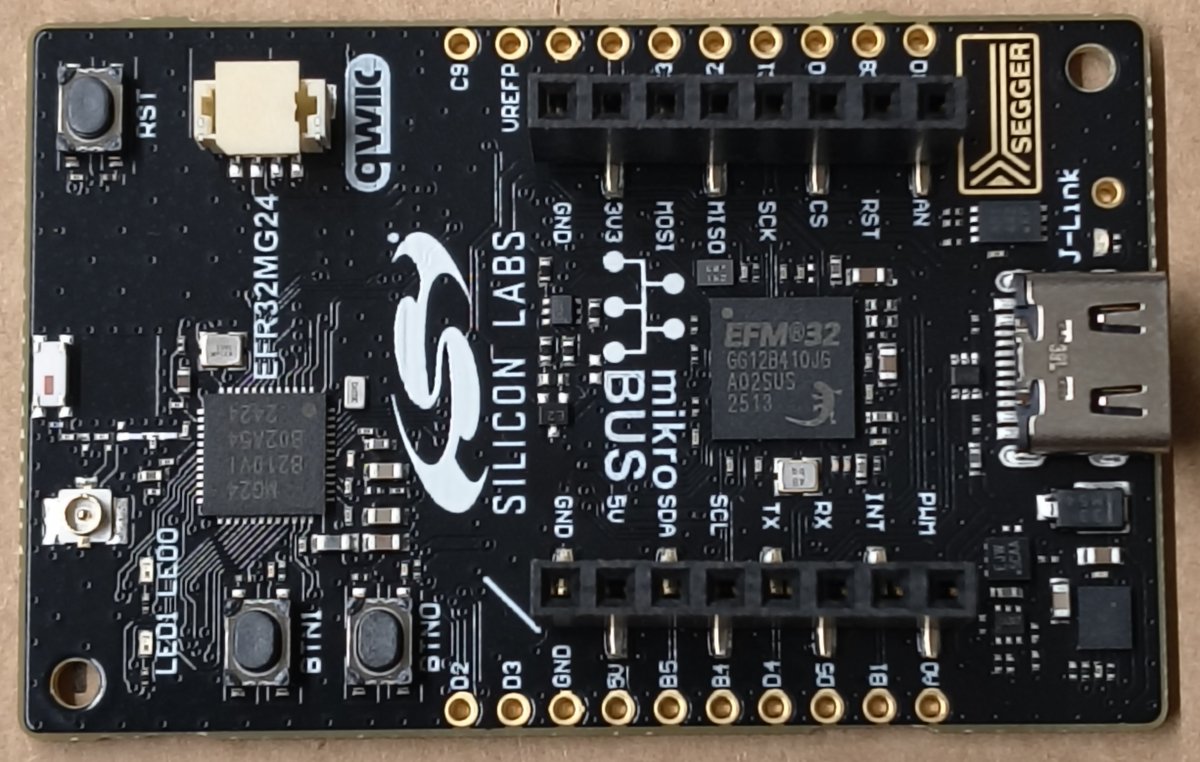 C9
VREFP
RST
qwiic
SEGGER
J-Link
GND
3V3
MOSI
MISO
SCK
CS
RST
AN
EFR32MG24
SILICON LABS
mikro
BUS
EFM®32
GG12B410JG
A02SUS
2513
MG24
B210VI
B02A54
2424
GND
5V
SDA
SCL
TX
RX
INT
PWM
LED0
LED1
BTN1
BTN0
D2
D3
GND
5V
B5
B4
D4
D5
B1
A0